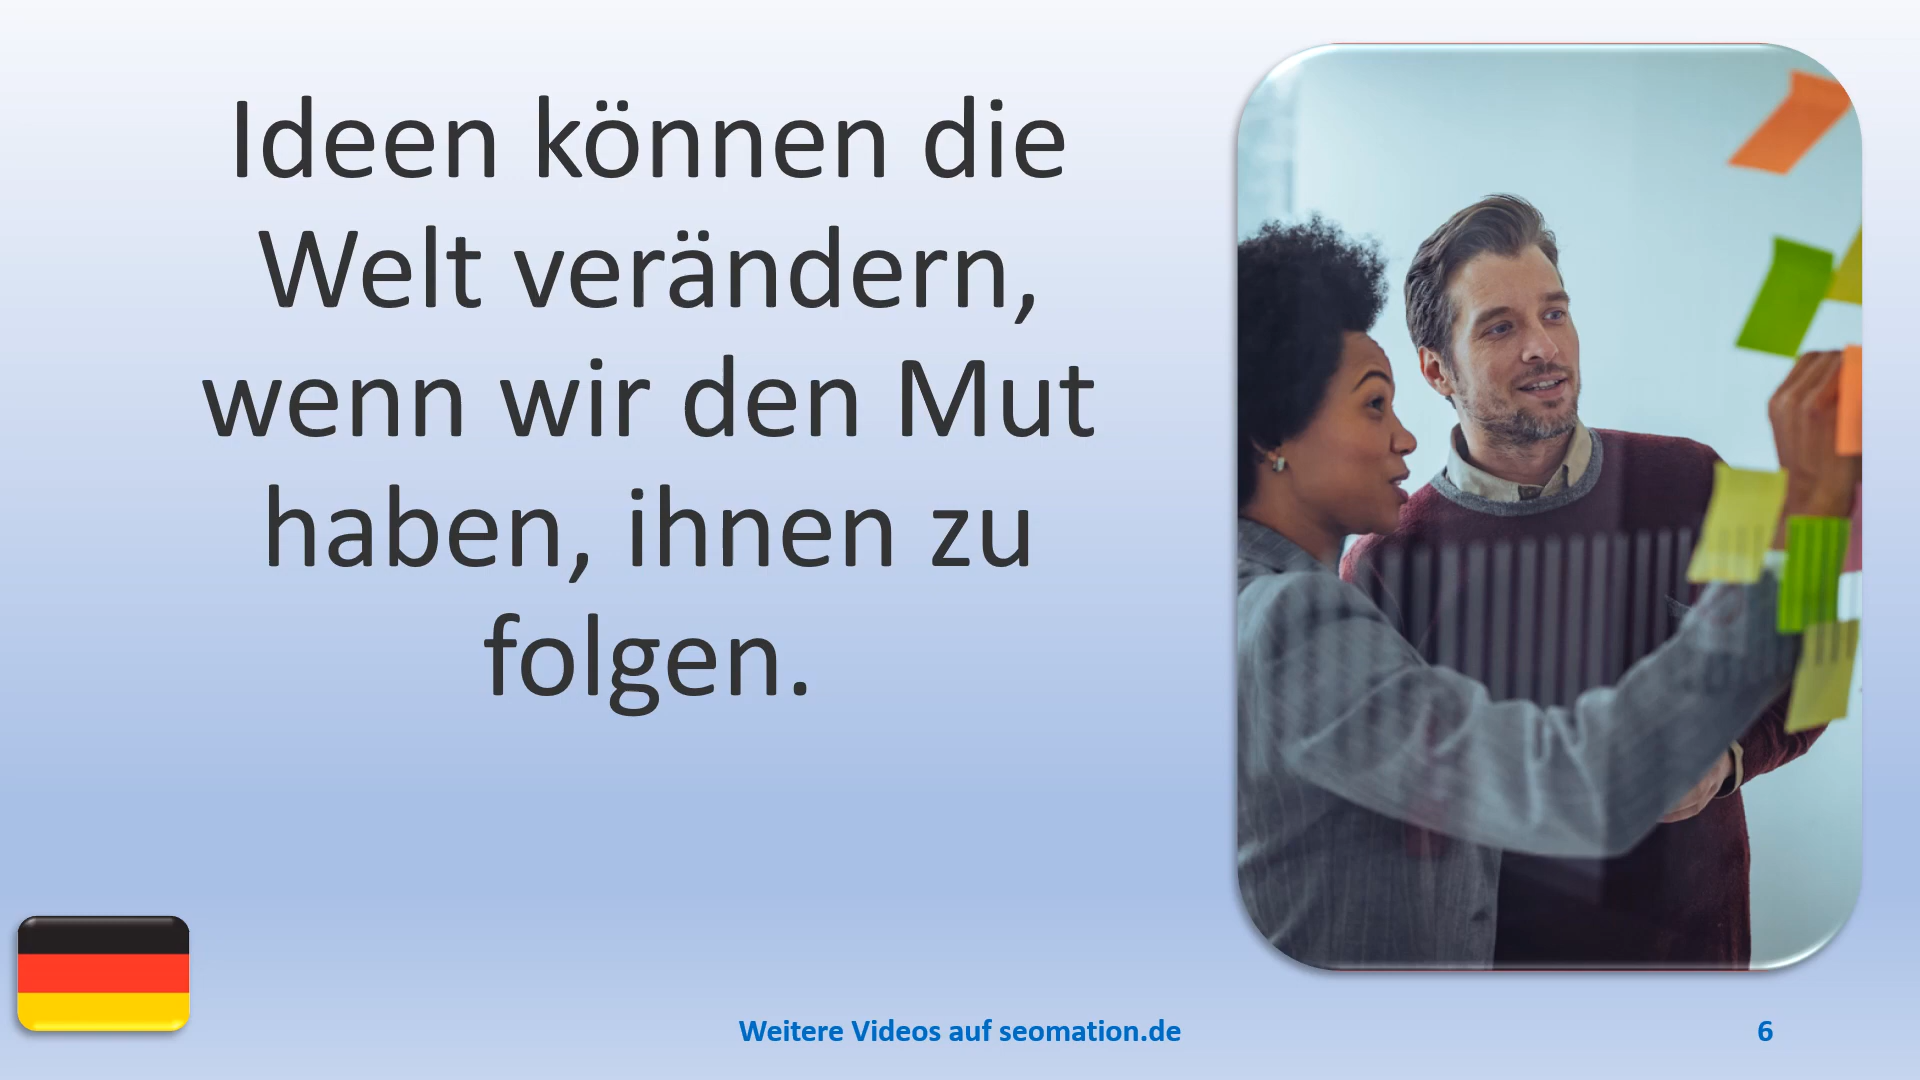 Ideen können die
Welt verändern,
wenn wir den Mut
haben, ihnen zu
folgen.
Weitere Videos auf seomation.de
6